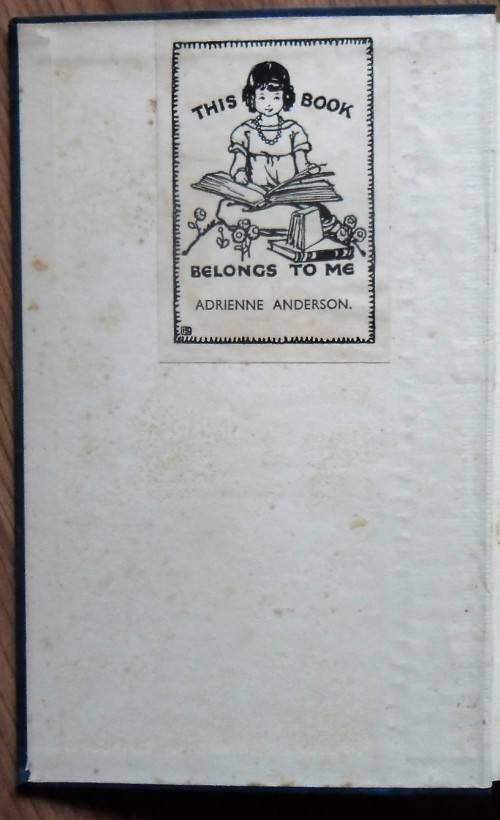 THIS BOOK
BELONGS TO ME
ADRIENNE ANDERSON.